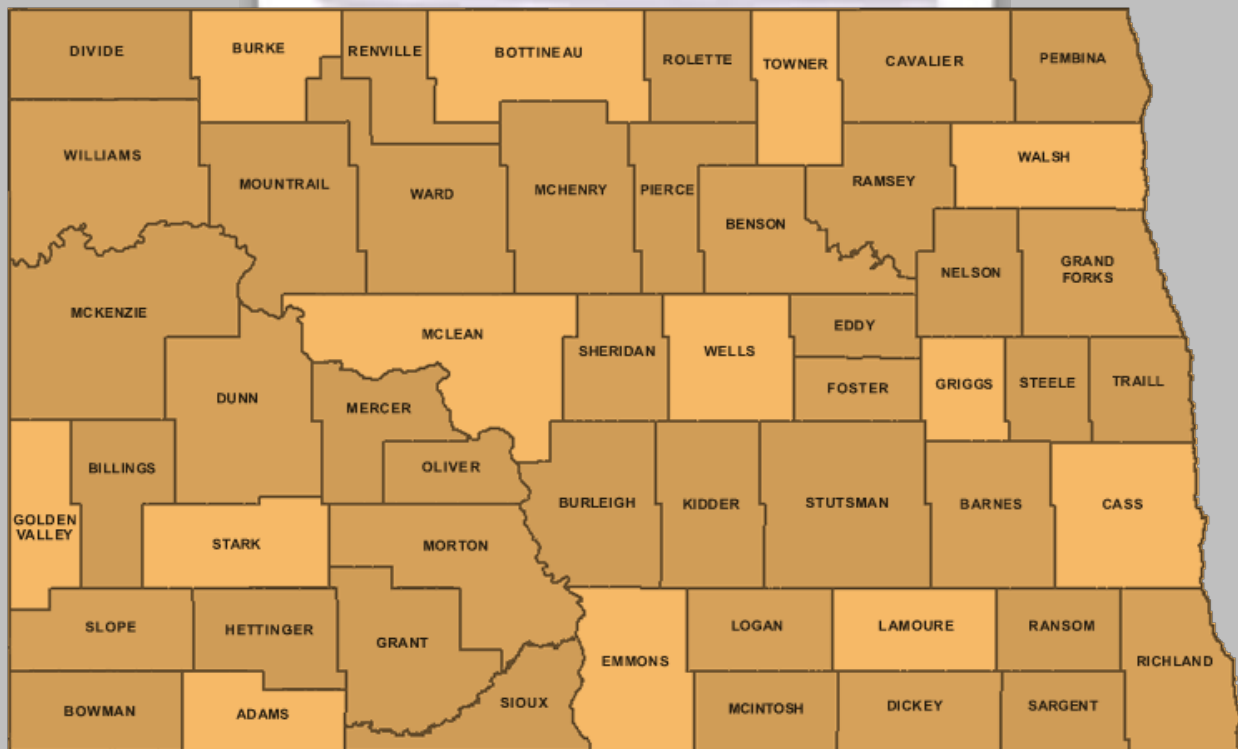 DIVIDE
BURKE
RENVILLE
BOTTINEAU
ROLETTE
TOWNER
CAVALIER
PEMBINA
WILLIAMS
MOUNTRAIL
WARD
MCHENRY
PIERCE
BENSON
RAMSEY
WALSH
NELSON
GRAND
FORKS
MCKENZIE
DUNN
MCLEAN
SHERIDAN
WELLS
EDDY
FOSTER
GRIGGS
STEELE
TRAILL
MERCER
OLIVER
BILLINGS
GOLDEN
VALLEY
STARK
MORTON
BURLEIGH
KIDDER
STUTSMAN
BARNES
CASS
SLOPE
HETTINGER
GRANT
EMMONS
LOGAN
LAMOURE
RANSOM
RICHLAND
BOWMAN
ADAMS
SIOUX
MCINTOSH
DICKEY
SARGENT